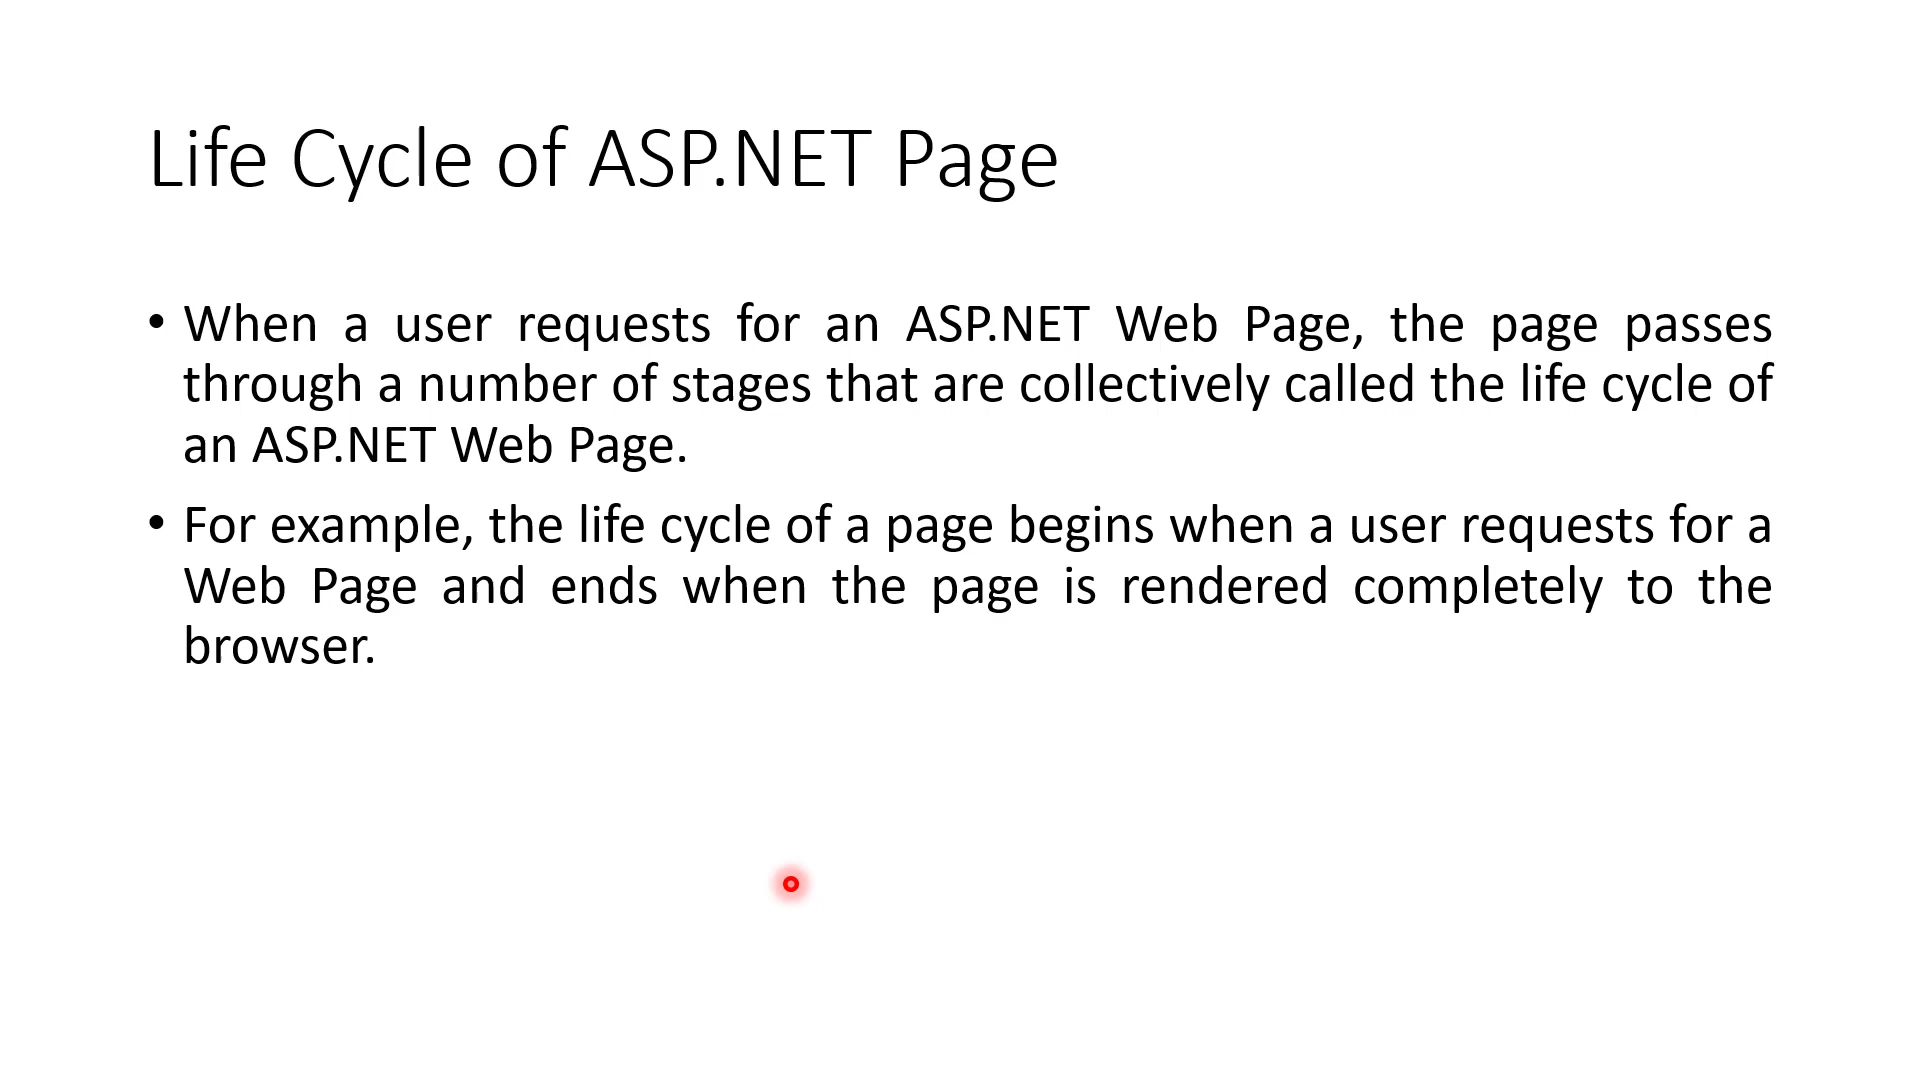 Life Cycle of ASP.NET Page
• When a user requests for an ASP.NET Web Page, the page passes
through a number of stages that are collectively called the life cycle of
an ASP.NET Web Page.
• For example, the life cycle of a page begins when a user requests for a
Web Page and ends when the page is rendered completely to the
browser.